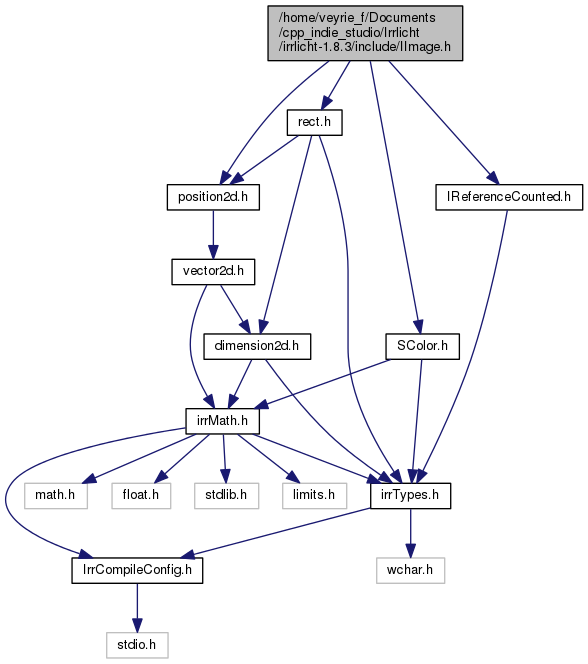 /home/veyrie_f/Documents
/cpp_indie_studio/Irrlicht
/irrlicht-1.8.3/include/IImage.h
rect.h
position2d.h
IReferenceCounted.h
vector2d.h
dimension2d.h
SColor.h
irrMath.h
math.h
float.h
stdlib.h
limits.h
irrTypes.h
IrrCompileConfig.h
wchar.h
stdio.h